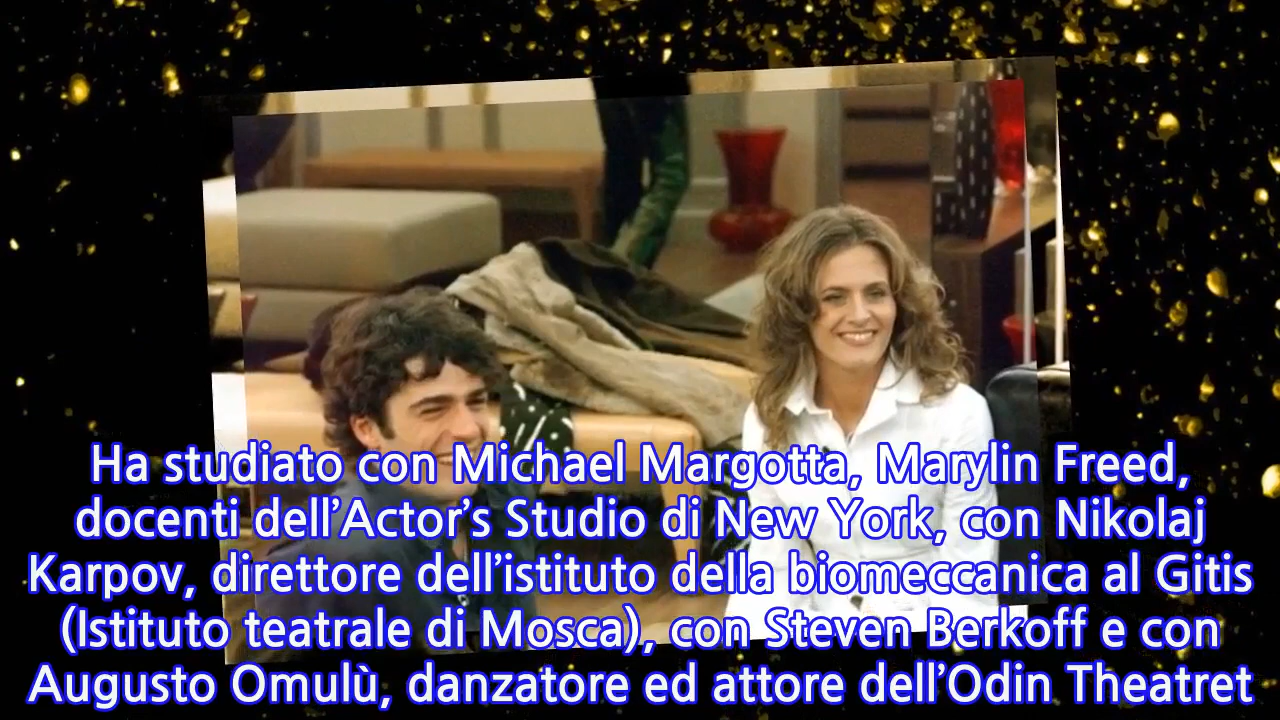 Ha studiato con Michael Margotta, Marylin Freed,
docenti dell’Actor’s Studio di New York, con Nikolaj
Karpov, direttore dell’istituto della biomeccanica al Gitis
(Istituto teatrale di Mosca), con Steven Berkoff e con
Augusto Omulù, danzatore ed attore dell’Odin Theatret